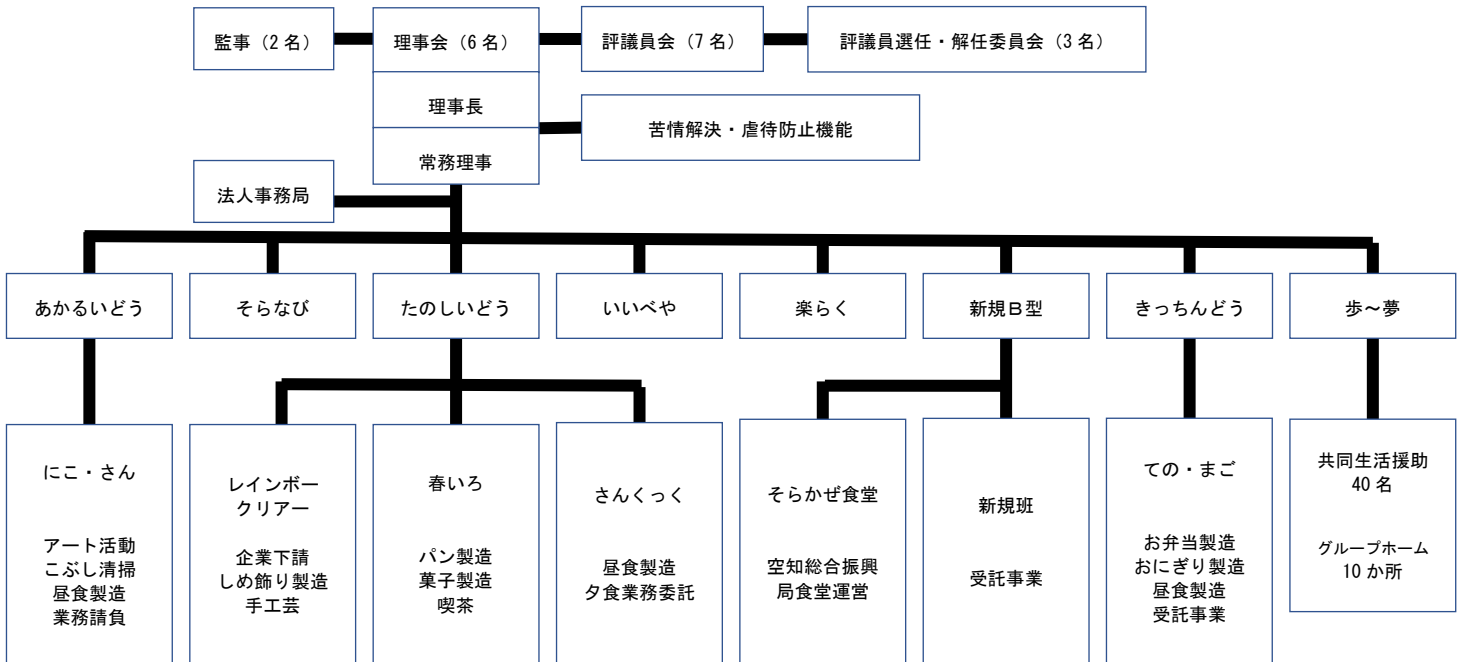 監事（2 名）
理事会（6 名）
評議員会（7 名）
評議員選任・解任委員会（3 名）
理事長
苦情解決・虐待防止機能
常務理事
法人事務局
あかるいどう
そらなび
たのしいどう
いいべや
楽らく
新規Ｂ型
きっちんどう
歩～夢
にこ・さん
アート活動
こぶし清掃
昼食製造
業務請負
レインボー
クリアー
企業下請
しめ飾り製造
手工芸
春いろ
パン製造
菓子製造
喫茶
さんくっく
昼食製造
夕食業務委託
そらかぜ食堂
空知総合振興
局食堂運営
新規班
受託事業
ての・まご
お弁当製造
おにぎり製造
昼食製造
受託事業
共同生活援助
40 名
グループホーム
10 か所